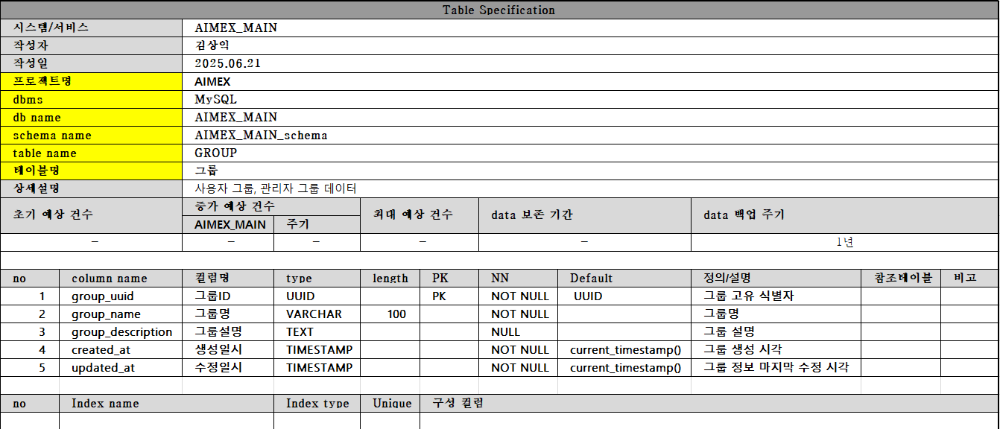 Table Specification
시스템/서비스 AIMEX_MAIN
작성자 김상익
작성일 2025.06.21
프로젝트명 AIMEX
dbms MySQL
db name AIMEX_MAIN
schema name AIMEX_MAIN_schema
table name GROUP
테이블명 그룹
상세설명 사용자 그룹, 관리자 그룹 데이터
초기 예상 건수 증가 예상 건수 최대 예상 건수 data 보존 기간 data 백업 주기
AIMEX_MAIN 주기
- - - - - 1년
no column name 컬럼명 type length PK NN Default 정의/설명 참조테이블 비고
1 group_uuid 그룹ID UUID PK NOT NULL UUID 그룹 고유 식별자
2 group_name 그룹명 VARCHAR 100 NOT NULL 그룹명
3 group_description 그룹설명 TEXT NULL 그룹 설명
4 created_at 생성일시 TIMESTAMP NOT NULL current_timestamp() 그룹 생성 시각
5 updated_at 수정일시 TIMESTAMP NOT NULL current_timestamp() 그룹 정보 마지막 수정 시각
no Index name Index type Unique 구성 컬럼